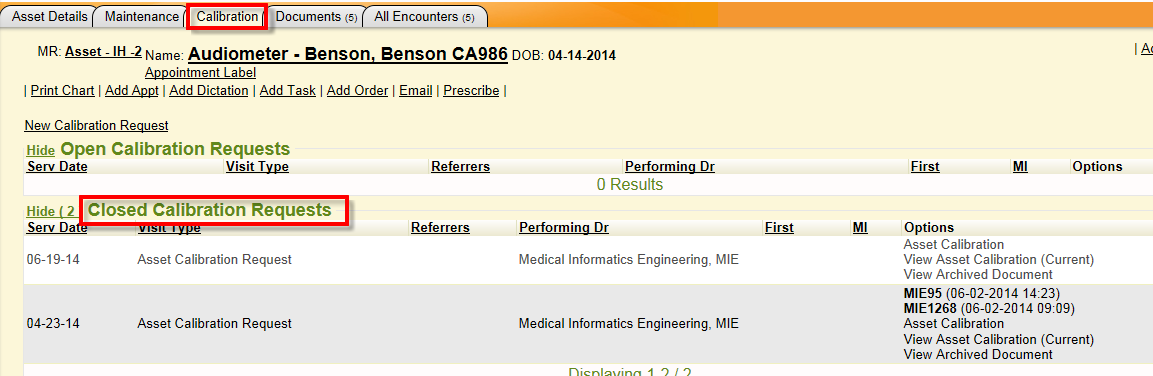 Asset Details Maintenance Calibration Documents (5) All Encounters (5)
MR: Asset - IH -2 Name: Audiometer - Benson, Benson CA986 DOB: 04-14-2014
Appointment Label
| Print Chart | Add Appt | Add Dictation | Add Task | Add Order | Email | Prescribe |
New Calibration Request
Hide Open Calibration Requests
Serv Date Visit Type Referrers Performing Dr First MI Options
0 Results
Hide ( 2 Closed Calibration Requests
Serv Date Visit Type Referrers Performing Dr First MI Options
06-19-14 Asset Calibration Request Medical Informatics Engineering, MIE Asset Calibration
View Asset Calibration (Current)
View Archived Document
04-23-14 Asset Calibration Request Medical Informatics Engineering, MIE MIE95 (06-02-2014 14:23)
MIE1268 (06-02-2014 09:09)
Asset Calibration
View Asset Calibration (Current)
View Archived Document
Displaying 1 2 / 2